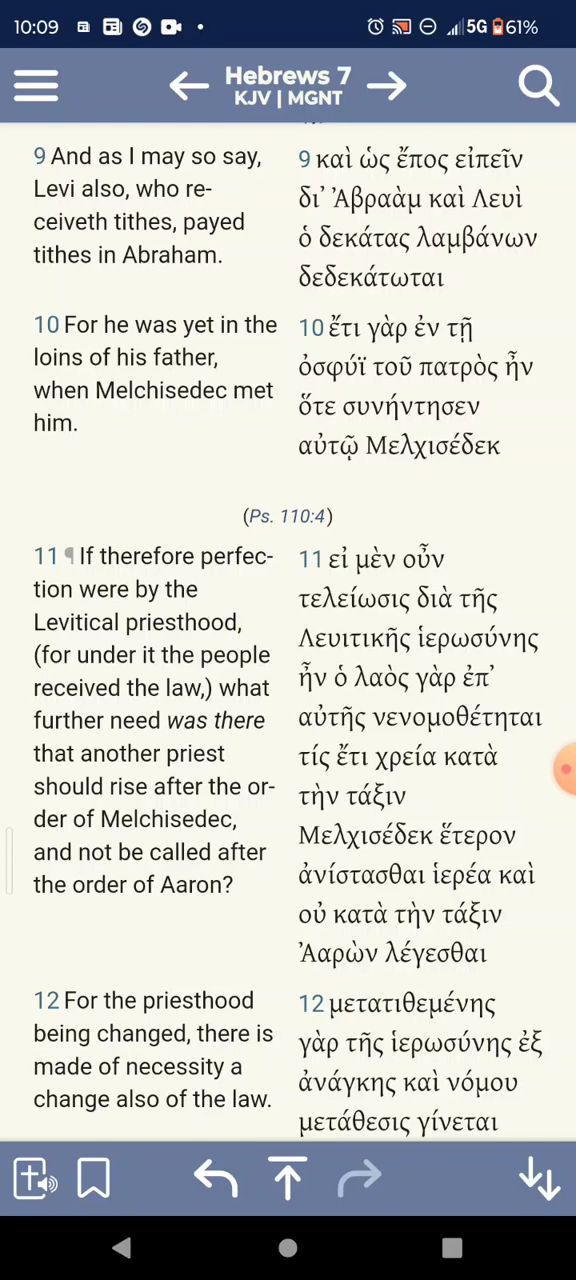 10:09
5G 61%
Hebrews 7
KJV | MGNT
9 And as I may so say,
Levi also, who re-
ceiveth tithes, payed
tithes in Abraham.
9 καὶ ὡς ἔπος εἰπεῖν
δι’ Ἀβραὰμ καὶ Λευὶ
ὁ δεκάτας λαμβάνων
δεδεκάτωται
10 For he was yet in the
loins of his father,
when Melchisedec met
him.
10 ἔτι γὰρ ἐν τῇ
ὀσφύϊ τοῦ πατρὸς ἦν
ὅτε συνήντησεν
αὐτῷ Μελχισέδεκ
(Ps. 110:4)
11 ¶ If therefore perfec-
tion were by the
Levitical priesthood,
(for under it the people
received the law,) what
further need was there
that another priest
should rise after the or-
der of Melchisedec,
and not be called after
the order of Aaron?
11 εἰ μὲν οὖν
τελείωσις διὰ τῆς
Λευιτικῆς ἱερωσύνης
ἦν ὁ λαὸς γὰρ ἐπ’
αὐτῆς νενομοθέτηται
τίς ἔτι χρεία κατὰ
τὴν τάξιν
Μελχισέδεκ ἕτερον
ἀνίστασθαι ἱερέα καὶ
οὐ κατὰ τὴν τάξιν
Ἀαρὼν λέγεσθαι
12 For the priesthood
being changed, there is
made of necessity a
change also of the law.
12 μετατιθεμένης
γὰρ τῆς ἱερωσύνης ἐξ
ἀνάγκης καὶ νόμου
μετάθεσις γίνεται